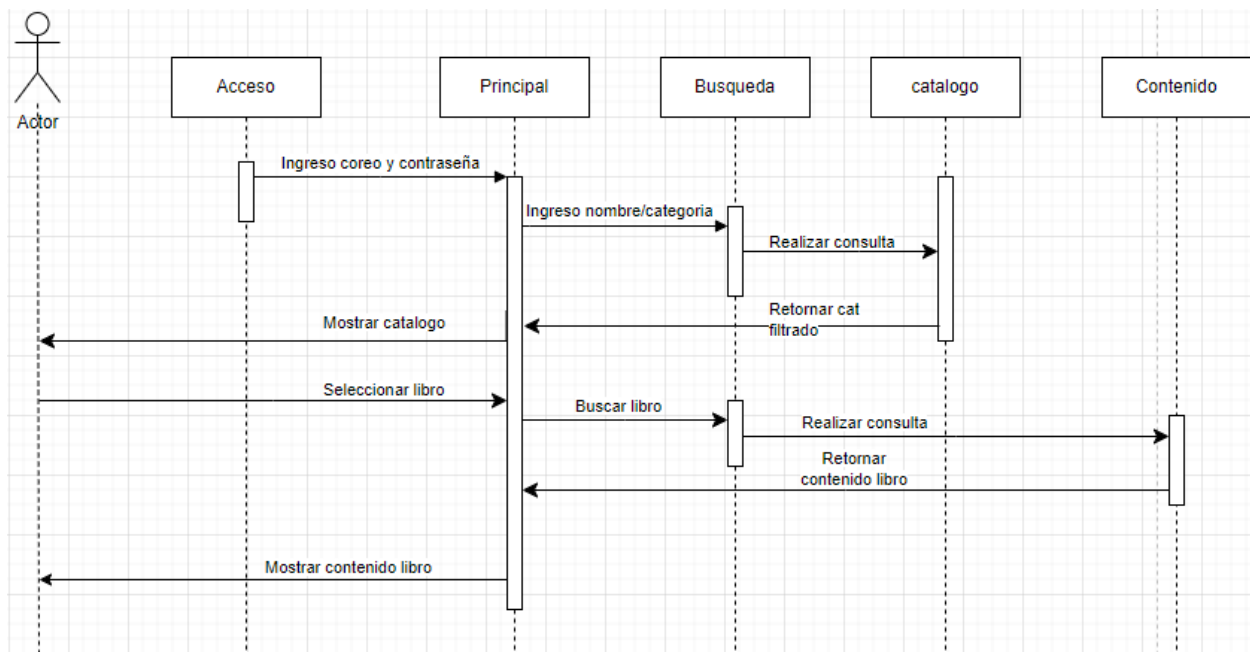 Actor
Acceso
Principal
Busqueda
catalogo
Contenido
Ingreso coreo y contraseña
Ingreso nombre/categoria
Realizar consulta
Retornar cat
filtrado
Mostrar catalogo
Seleccionar libro
Buscar libro
Realizar consulta
Retornar
contenido libro
Mostrar contenido libro